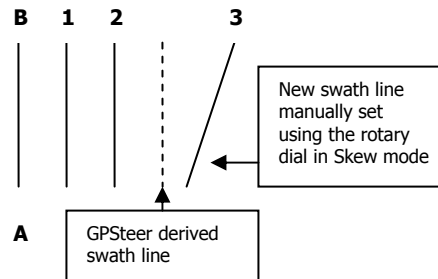 B 1 2 3
New swath line
manually set
using the rotary
dial in Skew mode
A
GPSteer derived
swath line